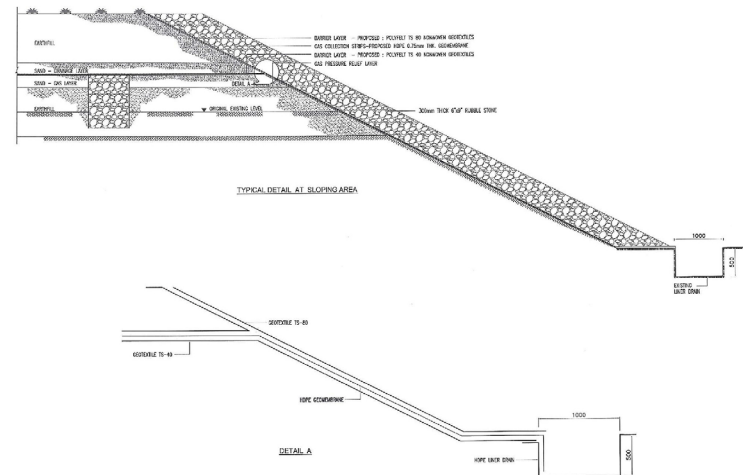 BARRIER LAYER - PROPOSED : POLYFELT TS 80 NONWOVEN GEOTEXTILES
GAS COLLECTION STRIPS-PROPOSED HDPE 0.75mm THK. GEOMEMBRANE
BARRIER LAYER - PROPOSED : POLYFELT TS 40 NONWOVEN GEOTEXTILES
GAS PRESSURE RELIEF LAYER
EARTHFILL
SAND - DRAINAGE LAYER
SAND - GAS LAYER
DETAIL A
EARTHFILL
ORIGINAL EXISTING LEVEL
300mm THICK 6"x9" RUBBLE STONE
TYPICAL DETAIL AT SLOPING AREA
1000
500
EXISTING
LINER DRAIN
GEOTEXTILE TS-80
GEOTEXTILE TS-40
HDPE GEOMEMBRANE
1000
500
HDPE LINER DRAIN
DETAIL A